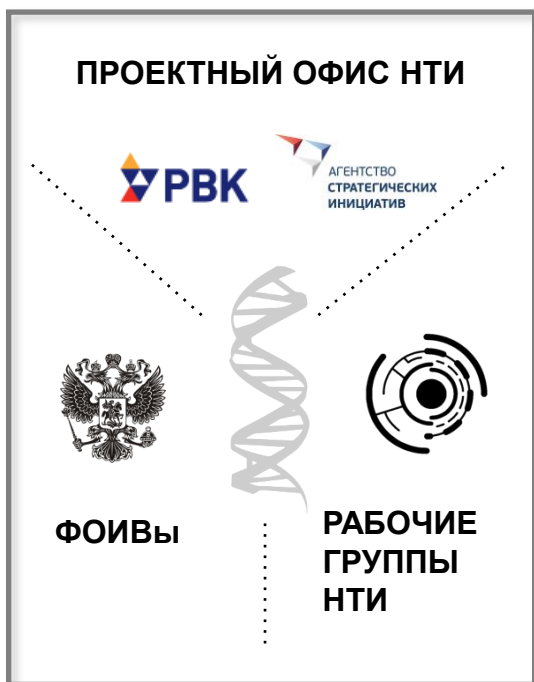 ПРОЕКТНЫЙ ОФИС НТИ
РВК
АГЕНТСТВО
СТРАТЕГИЧЕСКИХ
ИНИЦИАТИВ
ФОИВы
РАБОЧИЕ
ГРУППЫ
НТИ